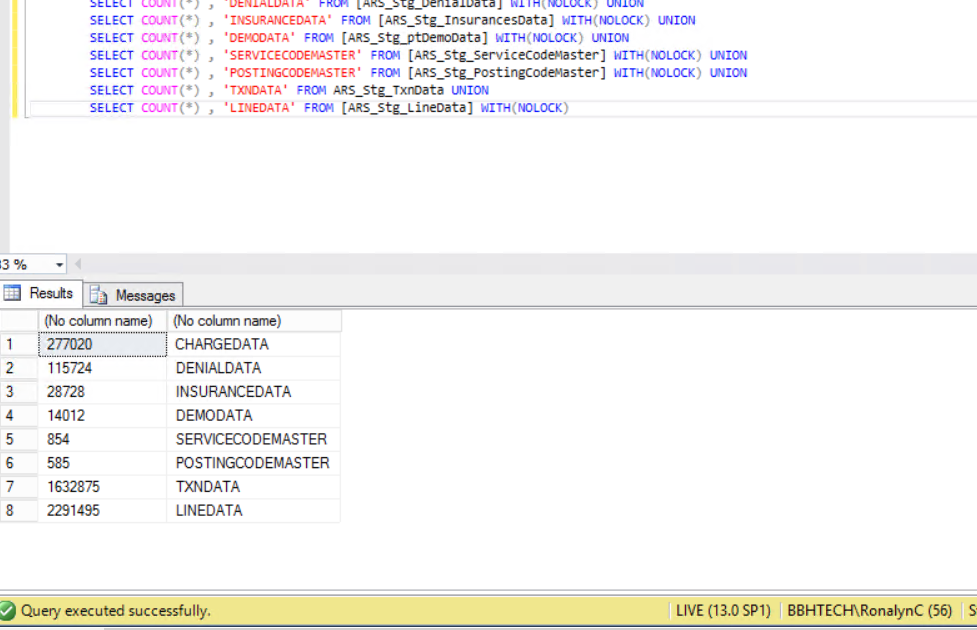 SELECT COUNT(*) , 'DENIALDATA' FROM [ARS_Stg_DenialData] WITH(NOLOCK) UNION
SELECT COUNT(*) , 'INSURANCEDATA' FROM [ARS_Stg_InsurancesData] WITH(NOLOCK) UNION
SELECT COUNT(*) , 'DEMODATA' FROM [ARS_Stg_ptDemoData] WITH(NOLOCK) UNION
SELECT COUNT(*) , 'SERVICECODEMASTER' FROM [ARS_Stg_ServiceCodeMaster] WITH(NOLOCK) UNION
SELECT COUNT(*) , 'POSTINGCODEMASTER' FROM [ARS_Stg_PostingCodeMaster] WITH(NOLOCK) UNION
SELECT COUNT(*) , 'TXNDATA' FROM ARS_Stg_TxnData UNION
SELECT COUNT(*) , 'LINEDATA' FROM [ARS_Stg_LineData] WITH(NOLOCK)
3 %
Results Messages
(No column name) (No column name)
1 277020 CHARGEDATA
2 115724 DENIALDATA
3 28728 INSURANCEDATA
4 14012 DEMODATA
5 854 SERVICECODEMASTER
6 585 POSTINGCODEMASTER
7 1632875 TXNDATA
8 2291495 LINEDATA
Query executed successfully. LIVE (13.0 SP1) BBHTECH\RonalynC (56) S